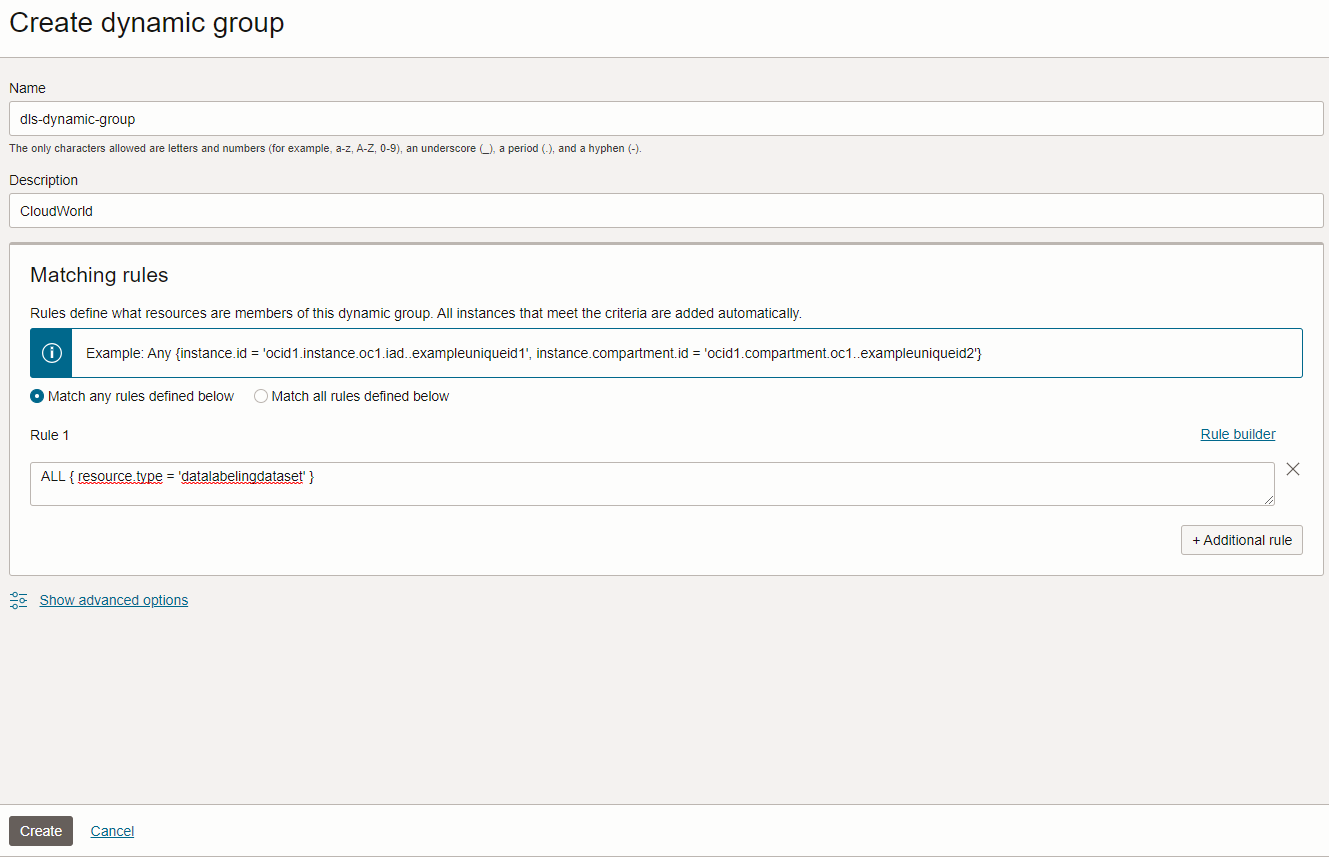 Create dynamic group
Name
dls-dynamic-group
The only characters allowed are letters and numbers (for example, a-z, A-Z, 0-9), an underscore (_), a period (.), and a hyphen (-).
Description
CloudWorld
Matching rules
Rules define what resources are members of this dynamic group. All instances that meet the criteria are added automatically.
Example: Any {instance.id = 'ocid1.instance.oc1.iad..exampleuniqueid1', instance.compartment.id = 'ocid1.compartment.oc1..exampleuniqueid2'}
Match any rules defined below Match all rules defined below
Rule 1 Rule builder
ALL { resource.type = 'datalabelingdataset' }
+ Additional rule
Show advanced options
Create Cancel